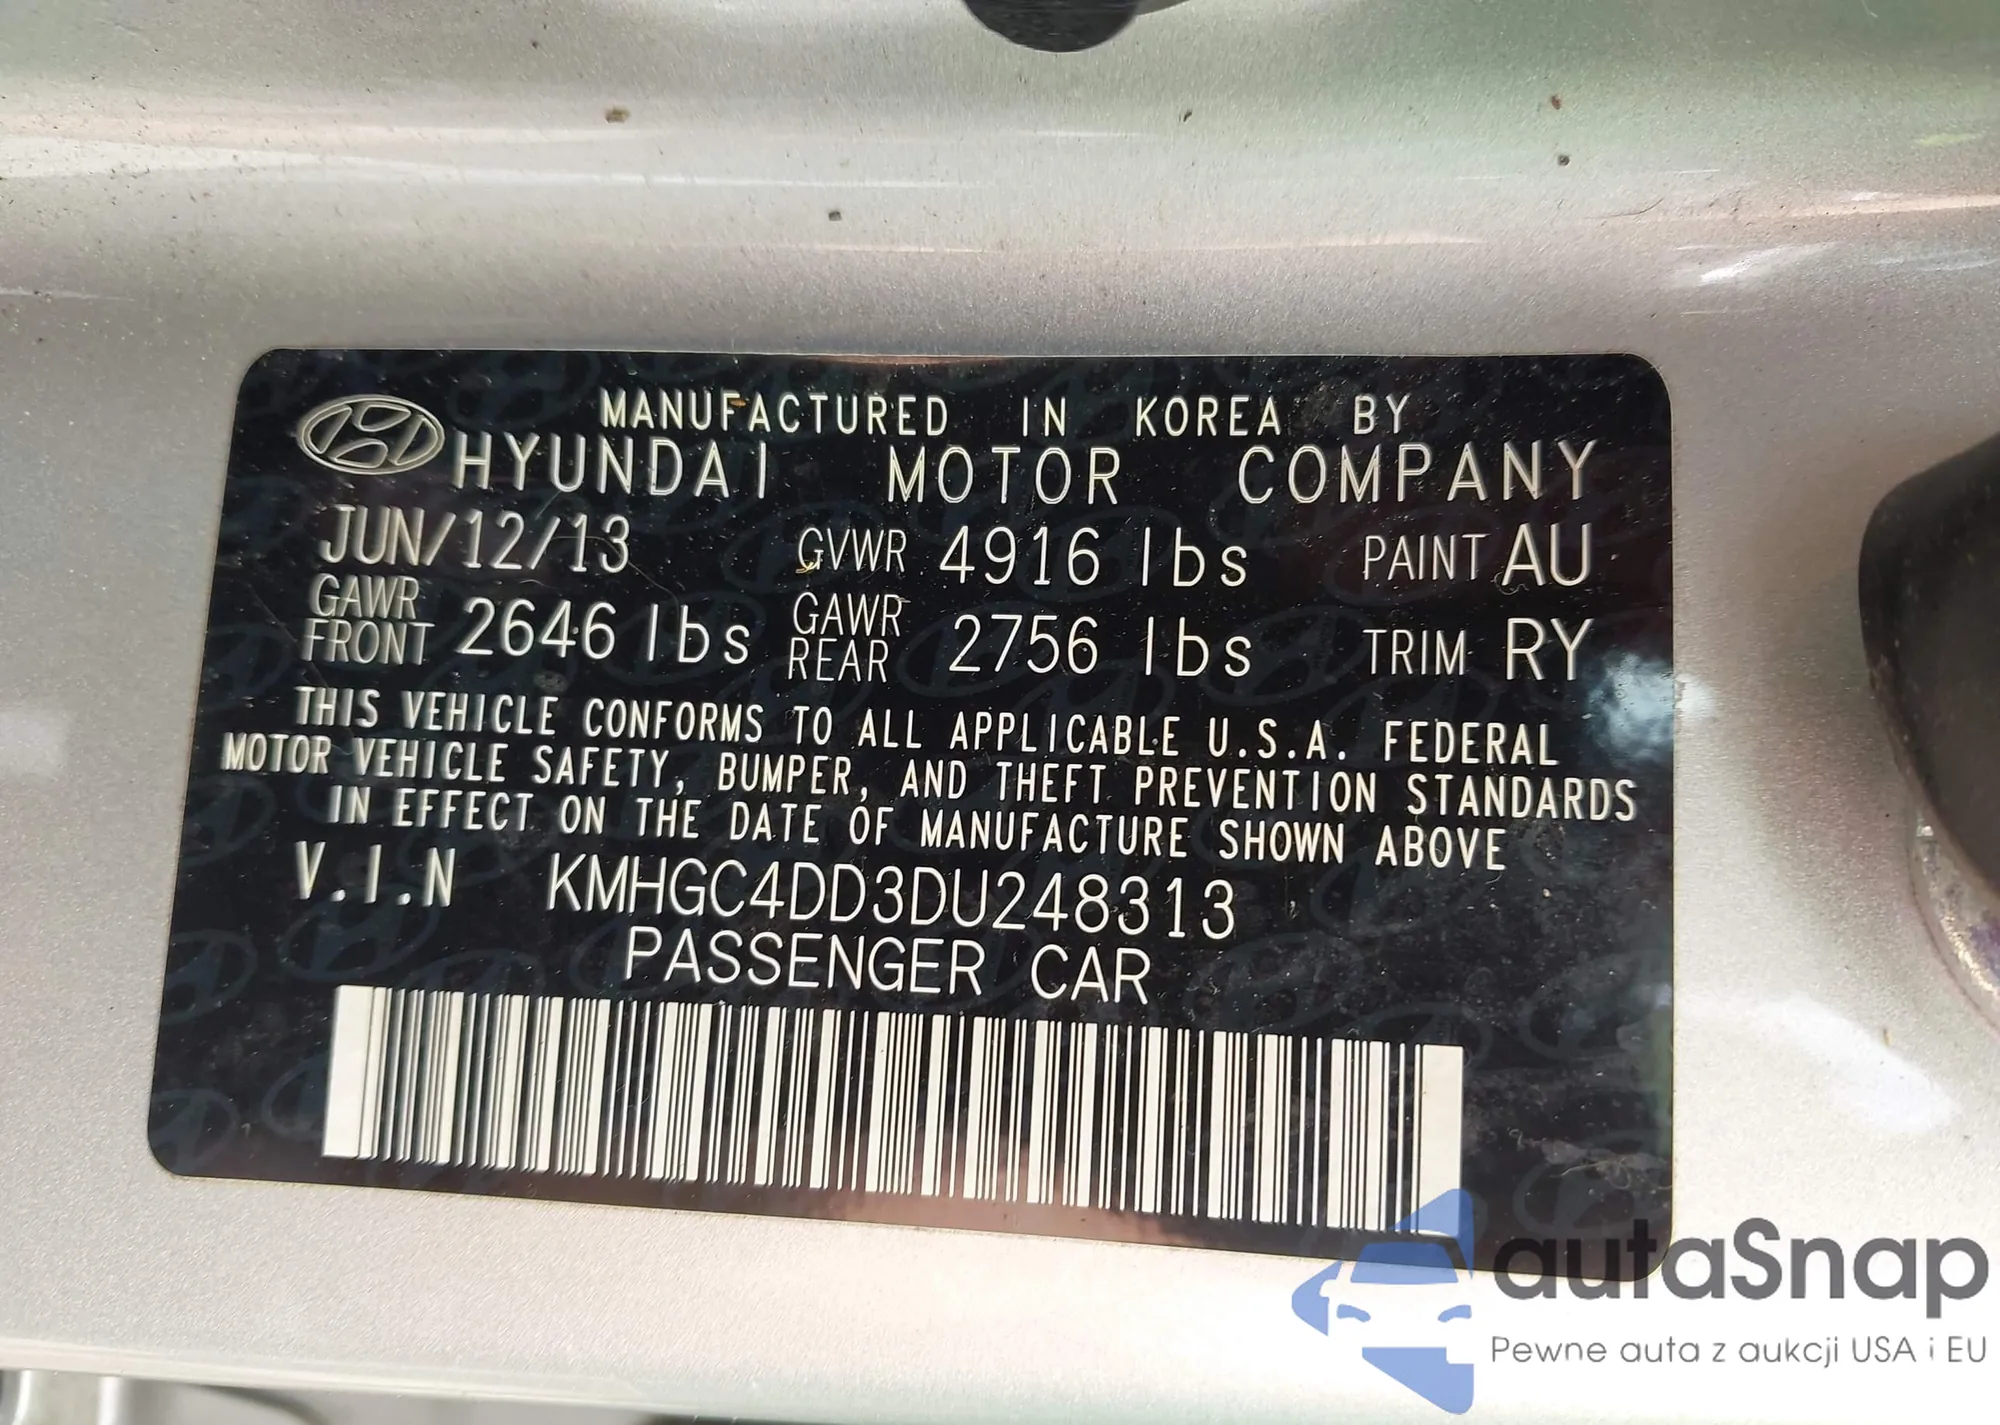 MANUFACTURED IN KOREA BY
HYUNDAI MOTOR COMPANY
JUN/12/13 GVWR 4916 lbs PAINT AU
GAWR FRONT 2646 lbs GAWR REAR 2756 lbs TRIM RY
THIS VEHICLE CONFORMS TO ALL APPLICABLE U.S.A. FEDERAL
MOTOR VEHICLE SAFETY, BUMPER, AND THEFT PREVENTION STANDARDS
IN EFFECT ON THE DATE OF MANUFACTURE SHOWN ABOVE
V.I.N KMHGC4DD3DU248313
PASSENGER CAR
autaSnap
Pewne auta z aukcji USA i EU